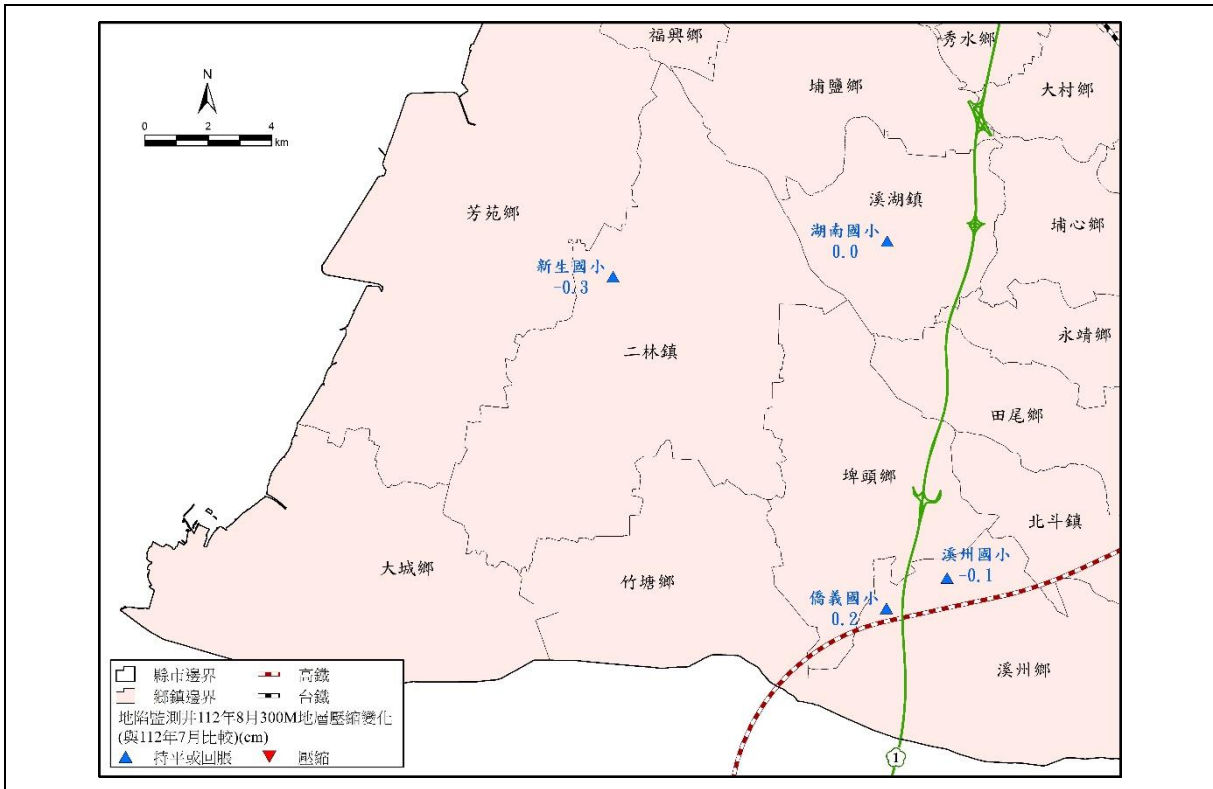 福興鄉
秀水鄉
埔鹽鄉
大村鄉
N
0 2 4
km
芳苑鄉
溪湖鎮
埔心鄉
湖南國小
0.0
新生國小
-0.3
二林鎮
永靖鄉
田尾鄉
埤頭鄉
北斗鎮
溪州國小
-0.1
大城鄉
竹塘鄉
僑義國小
0.2
溪州鄉
縣市邊界 高鐵
鄉鎮邊界 台鐵
地陷監測井112年8月300M地層壓縮變化
(與112年7月比較)(cm)
持平或回脹 壓縮
1